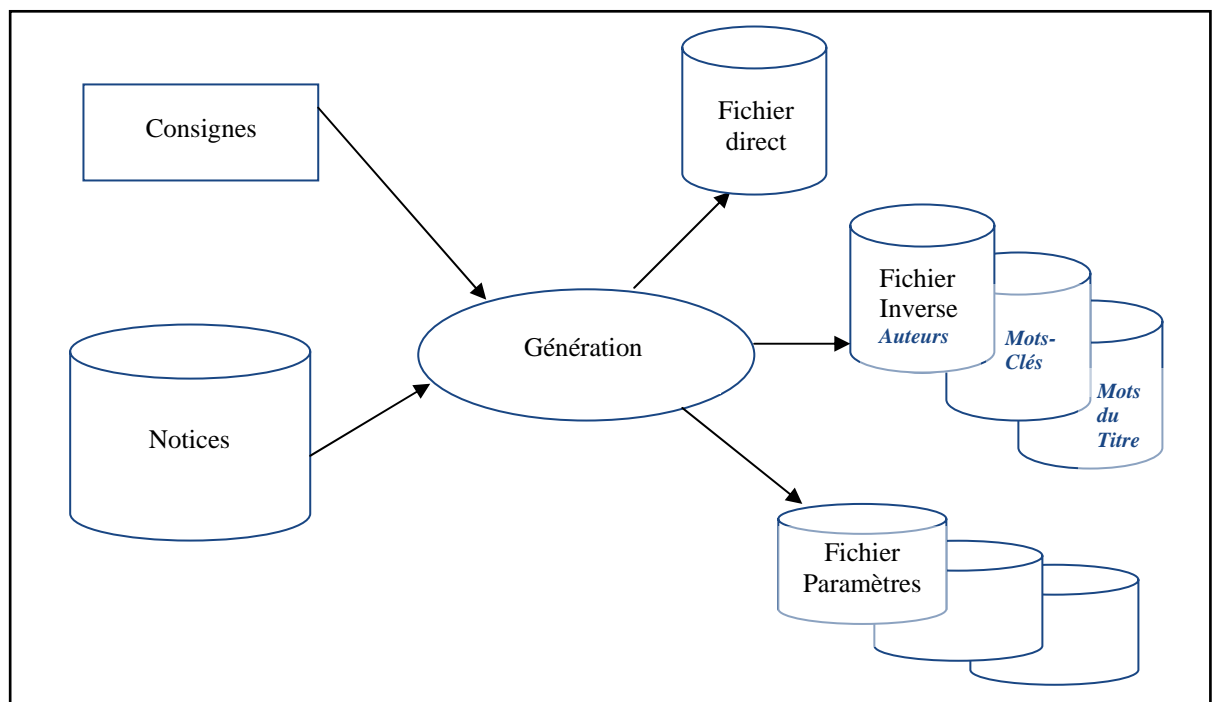 Consignes
Fichier
direct
Fichier
Inverse
Auteurs
Mots-
Clés
Mots
du
Titre
Génération
Notices
Fichier
Paramètres